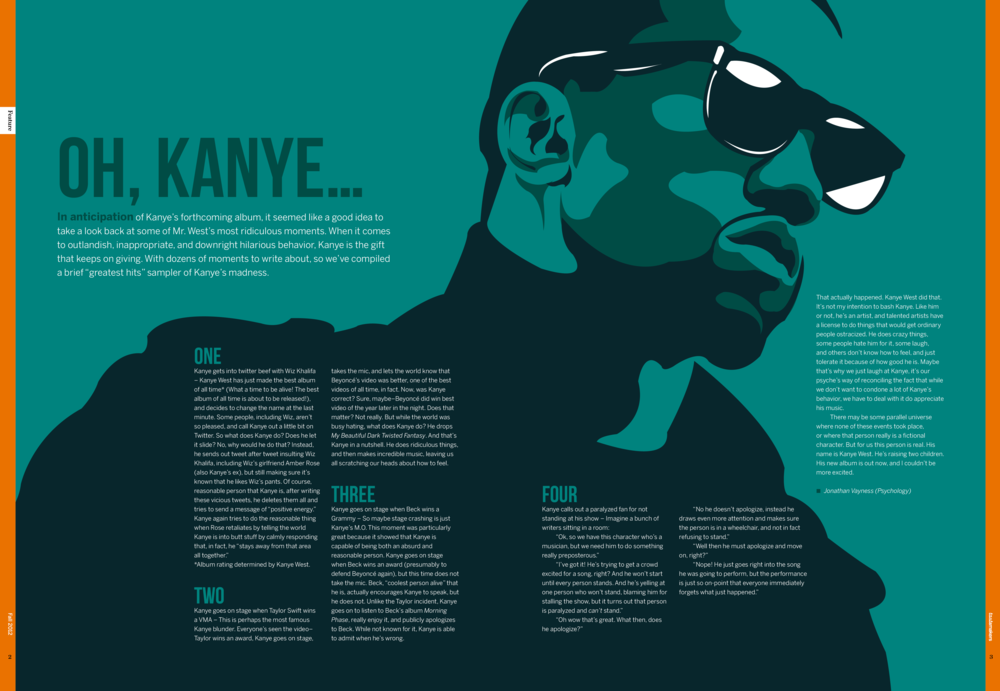 Feature
OH, KANYE...
In anticipation of Kanye's forthcoming album, it seemed like a good idea to
take a look back at some of Mr. West's most ridiculous moments. When it comes
to outlandish, inappropriate, and downright hilarious behavior, Kanye is the gift
that keeps on giving. With dozens of moments to write about, so we've compiled
a brief "greatest hits" sampler of Kanye's madness.
ONE
Kanye gets into twitter beef with Wiz Khalifa
– Kanye West has just made the best album
of all time* (What a time to be alive! The best
album of all time is about to be released!),
and decides to change the name at the last
minute. Some people, including Wiz, aren't
so pleased, and call Kanye out a little bit on
Twitter. So what does Kanye do? Does he let
it slide? No, why would he do that? Instead,
he sends out tweet after tweet insulting Wiz
Khalifa, including Wiz's girlfriend Amber Rose
(also Kanye's ex), but still making sure it's
known that he likes Wiz's pants. Of course,
reasonable person that Kanye is, after writing
these vicious tweets, he deletes them all and
tries to send a message of "positive energy."
Kanye again tries to do the reasonable thing
when Rose retaliates by telling the world
Kanye is into butt stuff by calmly responding
that, in fact, he "stays away from that area
all together."
*Album rating determined by Kanye West.
TWO
Kanye goes on stage when Taylor Swift wins
a VMA – This is perhaps the most famous
Kanye blunder. Everyone's seen the video–
Taylor wins an award, Kanye goes on stage,
takes the mic, and lets the world know that
Beyoncé's video was better, one of the best
videos of all time, in fact. Now, was Kanye
correct? Sure, maybe–Beyoncé did win best
video of the year later in the night. Does that
matter? Not really. But while the world was
busy hating, what does Kanye do? He drops
My Beautiful Dark Twisted Fantasy. And that's
Kanye in a nutshell. He does ridiculous things,
and then makes incredible music, leaving us
all scratching our heads about how to feel.
THREE
Kanye goes on stage when Beck wins a
Grammy – So maybe stage crashing is just
Kanye's M.O. This moment was particularly
great because it showed that Kanye is
capable of being both an absurd and
reasonable person. Kanye goes on stage
when Beck wins an award (presumably to
defend Beyoncé again), but this time does not
take the mic. Beck, "coolest person alive" that
he is, actually encourages Kanye to speak, but
he does not. Unlike the Taylor incident, Kanye
goes on to listen to Beck's album Morning
Phase, really enjoy it, and publicly apologizes
to Beck. While not known for it, Kanye is able
to admit when he's wrong.
FOUR
Kanye calls out a paralyzed fan for not
standing at his show – Imagine a bunch of
writers sitting in a room:
"Ok, so we have this character who's a
musician, but we need him to do something
really preposterous."
"I've got it! He's trying to get a crowd
excited for a song, right? And he won't start
until every person stands. And he's yelling at
one person who won't stand, blaming him for
stalling the show, but it turns out that person
is paralyzed and can't stand."
"Oh wow that's great. What then, does
he apologize?"
"No he doesn't apologize, instead he
draws even more attention and makes sure
the person is in a wheelchair, and not in fact
refusing to stand."
"Well then he must apologize and move
on, right?"
"Nope! He just goes right into the song
he was going to perform, but the performance
is just so on-point that everyone immediately
forgets what just happened."
That actually happened. Kanye West did that.
It's not my intention to bash Kanye. Like him
or not, he's an artist, and talented artists have
a license to do things that would get ordinary
people ostracized. He does crazy things,
some people hate him for it, some laugh,
and others don't know how to feel, and just
tolerate it because of how good he is. Maybe
that's why we just laugh at Kanye, it's our
psyche's way of reconciling the fact that while
we don't want to condone a lot of Kanye's
behavior, we have to deal with it do appreciate
his music.
There may be some parallel universe
where none of these events took place,
or where that person really is a fictional
character. But for us this person is real. His
name is Kanye West. He's raising two children.
His new album is out now, and I couldn't be
more excited.
Jonathan Vayness (Psychology)
Fall 2012